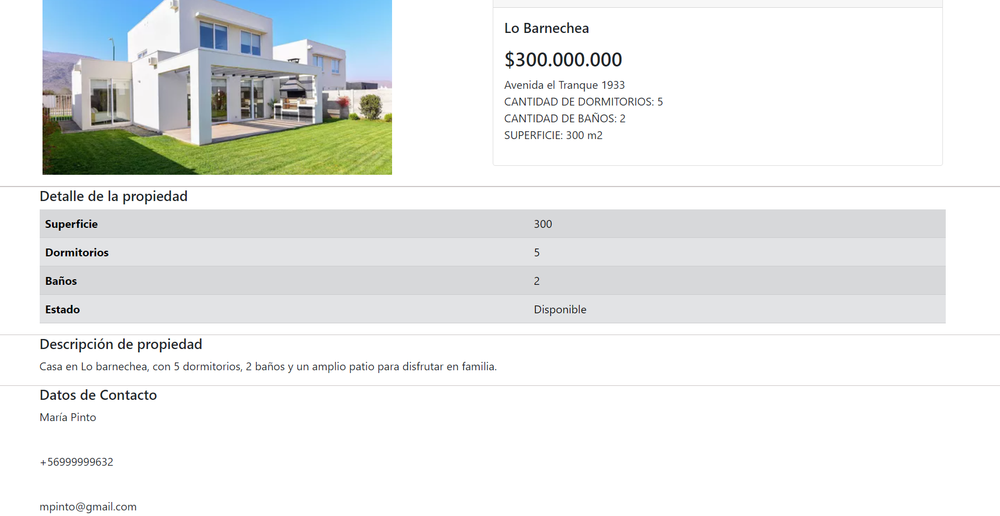 Lo Barnechea
$300.000.000
Avenida el Tranque 1933
CANTIDAD DE DORMITORIOS: 5
CANTIDAD DE BAÑOS: 2
SUPERFICIE: 300 m2
Detalle de la propiedad
Superficie 300
Dormitorios 5
Baños 2
Estado Disponible
Descripción de propiedad
Casa en Lo barnechea, con 5 dormitorios, 2 baños y un amplio patio para disfrutar en familia.
Datos de Contacto
María Pinto
+56999999632
mpinto@gmail.com